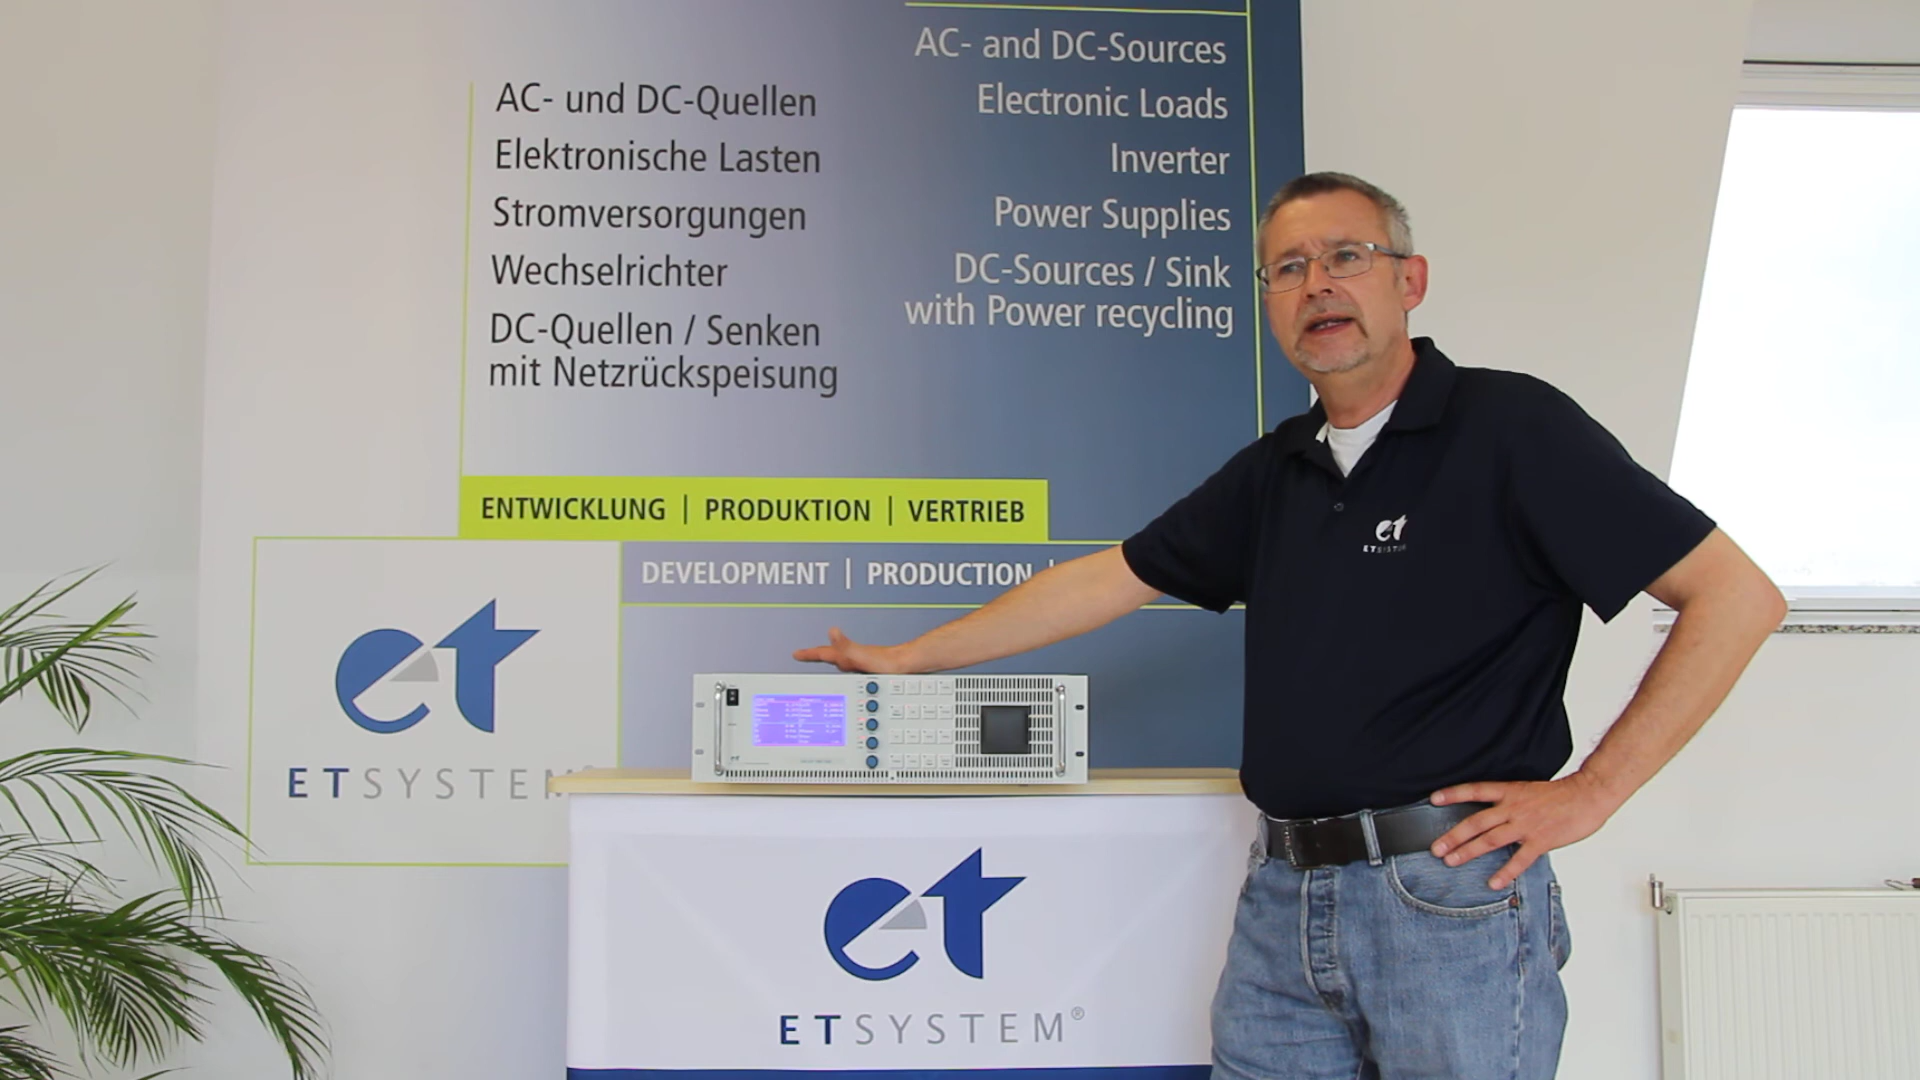 AC- und DC-Quellen
Elektronische Lasten
Stromversorgungen
Wechselrichter
DC-Quellen / Senken
mit Netzrückspeisung
AC- and DC-Sources
Electronic Loads
Inverter
Power Supplies
DC-Sources / Sink
with Power recycling
ENTWICKLUNG | PRODUKTION | VERTRIEB
DEVELOPMENT | PRODUCTION |
et
ETSYSTEM
et
ETSYSTEM
et
ETSYSTEM®